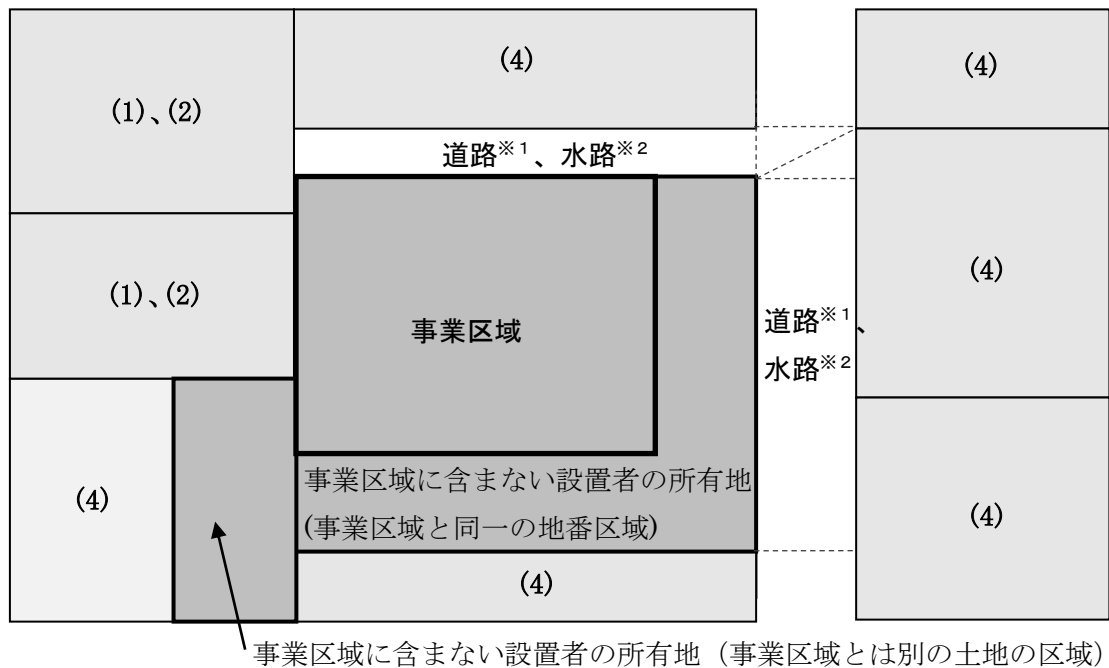 (4)
(4)
(1)、(2)
道路※1、水路※2
(1)、(2)
事業区域
(4)
道路※1、
水路※2
事業区域に含まない設置者の所有地
(事業区域と同一の地番区域)
(4)
(4)
(4)
事業区域に含まない設置者の所有地（事業区域とは別の土地の区域）